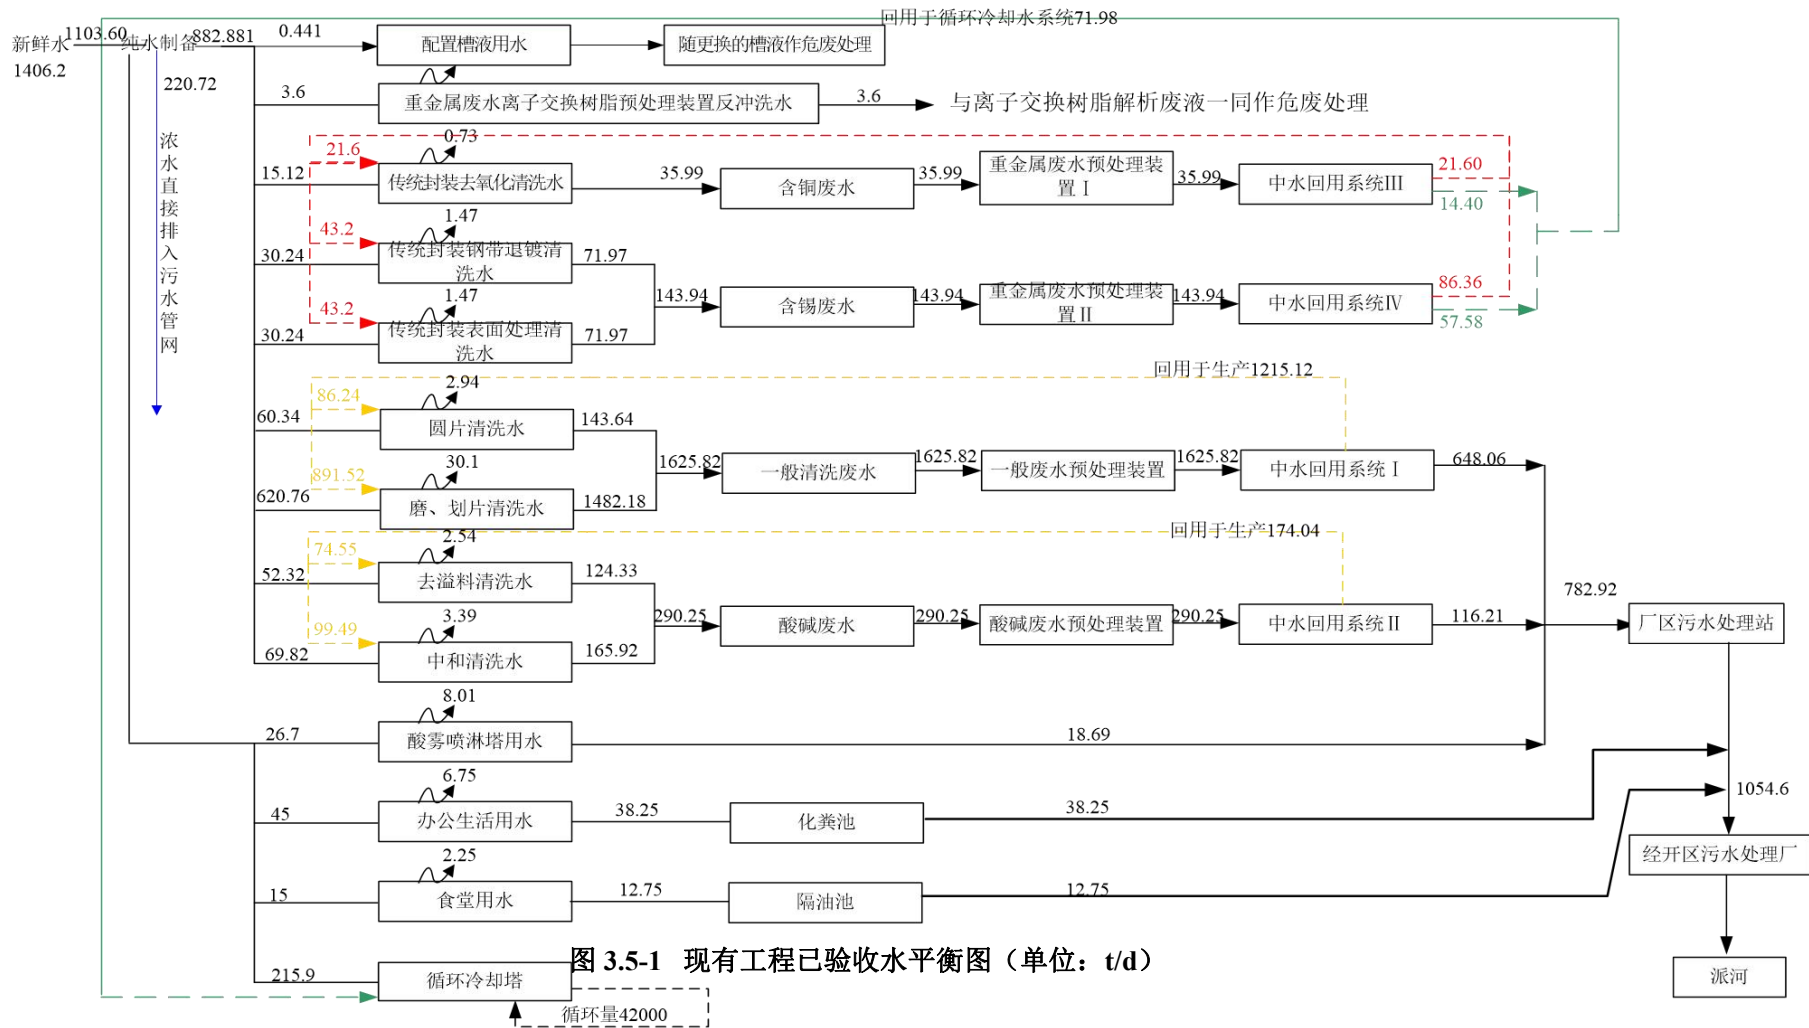 回用于循环冷却水系统71.98
新鲜水
1103.60
纯水制备
882.881
0.441
配置槽液用水
随更换的槽液作危废处理
1406.2
220.72
3.6
重金属废水离子交换树脂预处理装置反冲洗水
3.6
与离子交换树脂解析废液一同作危废处理
浓水直接排入污水管网
0.73
21.6
15.12
传统封装去氧化清洗水
35.99
含铜废水
35.99
重金属废水预处理装
置Ⅰ
35.99
中水回用系统Ⅲ
21.60
14.40
1.47
43.2
30.24
传统封装钢带退镀清
洗水
71.97
1.47
43.2
30.24
传统封装表面处理清
洗水
71.97
143.94
含锡废水
143.94
重金属废水预处理装
置Ⅱ
143.94
中水回用系统Ⅳ
86.36
57.58
回用于生产1215.12
2.94
86.24
60.34
圆片清洗水
143.64
30.1
891.52
620.76
磨、划片清洗水
1482.18
1625.82
一般清洗废水
1625.82
一般废水预处理装置
1625.82
中水回用系统Ⅰ
648.06
回用于生产174.04
2.54
74.55
52.32
去溢料清洗水
124.33
3.39
99.49
69.82
中和清洗水
165.92
290.25
酸碱废水
290.25
酸碱废水预处理装置
290.25
中水回用系统Ⅱ
116.21
782.92
厂区污水处理站
8.01
26.7
酸雾喷淋塔用水
18.69
6.75
45
办公生活用水
38.25
化粪池
38.25
1054.6
经开区污水处理厂
2.25
15
食堂用水
12.75
隔油池
12.75
图 3.5-1 现有工程已验收水平衡图（单位：t/d）
215.9
循环冷却塔
循环量42000
派河